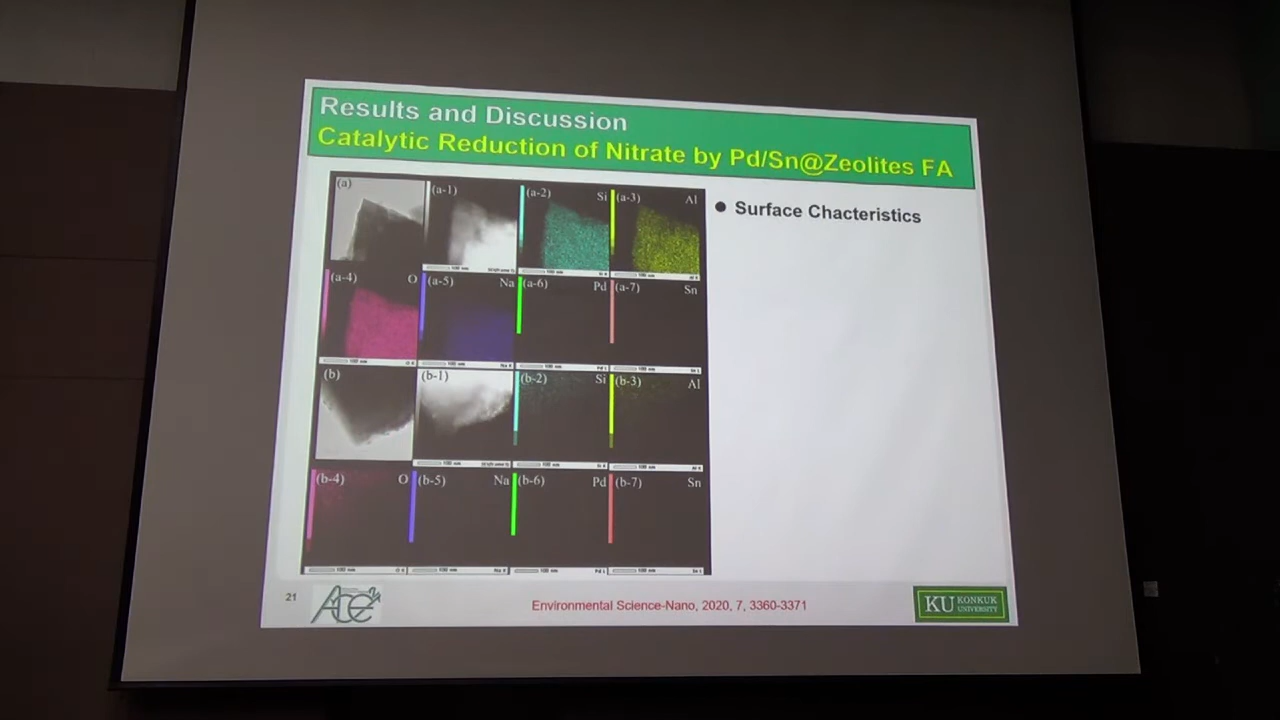 Results and Discussion
Catalytic Reduction of Nitrate by Pd/Sn@Zeolites FA
(a) (a-1) (a-2) Si (a-3) Al
(a-4) O (a-5) Na (a-6) Pd (a-7) Sn
(b) (b-1) (b-2) Si (b-3) Al
(b-4) O (b-5) Na (b-6) Pd (b-7) Sn
● Surface Chacteristics
21
Environmental Science-Nano, 2020, 7, 3360-3371
KU KONKUK
UNIVERSITY